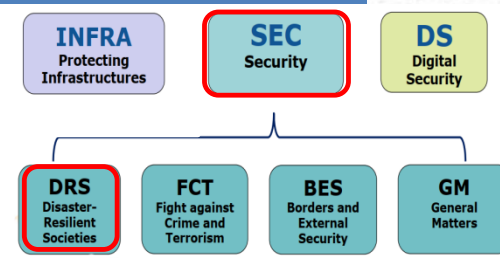 INFRA
Protecting
Infrastructures
SEC
Security
DS
Digital
Security
DRS
Disaster-
Resilient
Societies
FCT
Fight against
Crime and
Terrorism
BES
Borders and
External
Security
GM
General
Matters